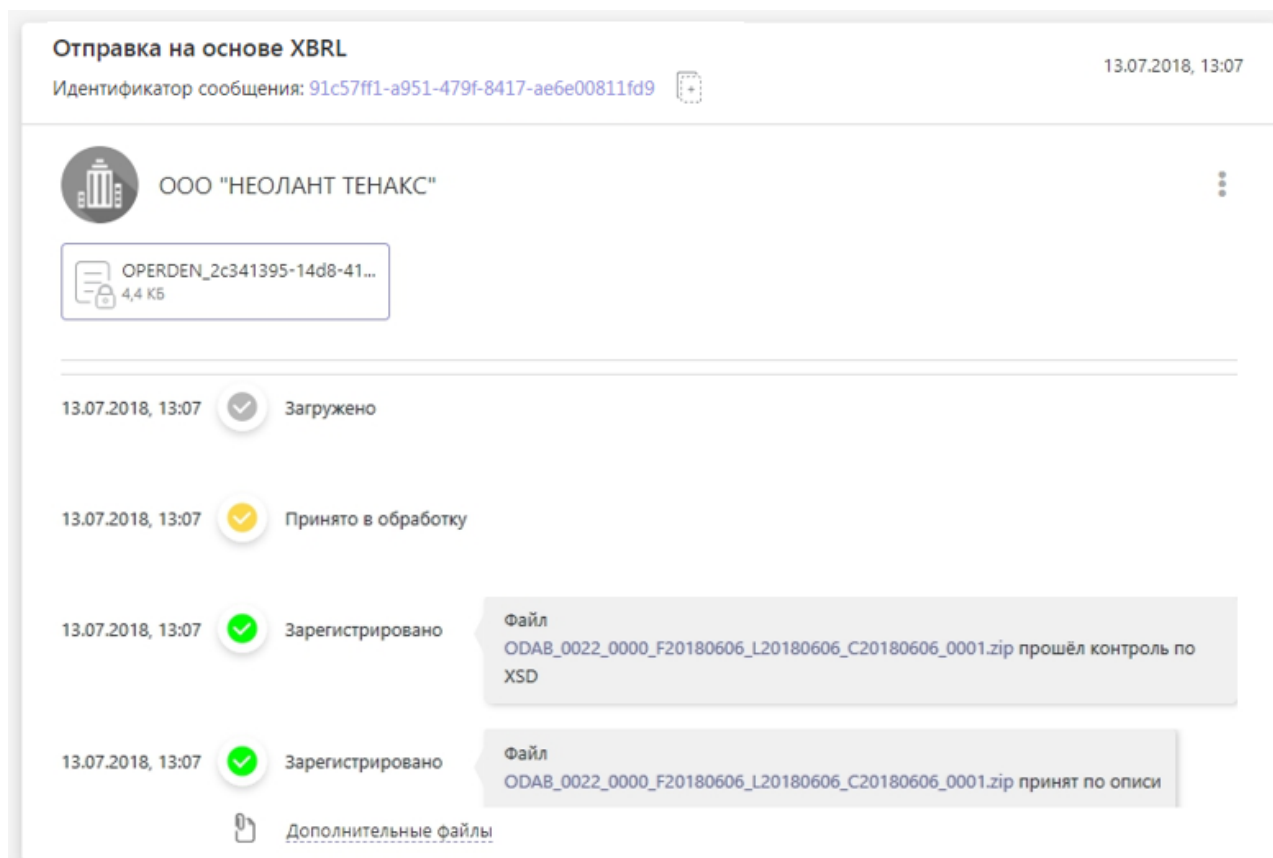 Отправка на основе XBRL
13.07.2018, 13:07
Идентификатор сообщения: 91c57ff1-a951-479f-8417-ae6e00811fd9
ООО "НЕОЛАНТ ТЕНАКС"
OPERDEN_2c341395-14d8-41...
4,4 КБ
13.07.2018, 13:07 Загружено
13.07.2018, 13:07 Принято в обработку
13.07.2018, 13:07 Зарегистрировано
Файл
ODAB_0022_0000_F20180606_L20180606_C20180606_0001.zip прошёл контроль по
XSD
13.07.2018, 13:07 Зарегистрировано
Файл
ODAB_0022_0000_F20180606_L20180606_C20180606_0001.zip принят по описи
Дополнительные файлы